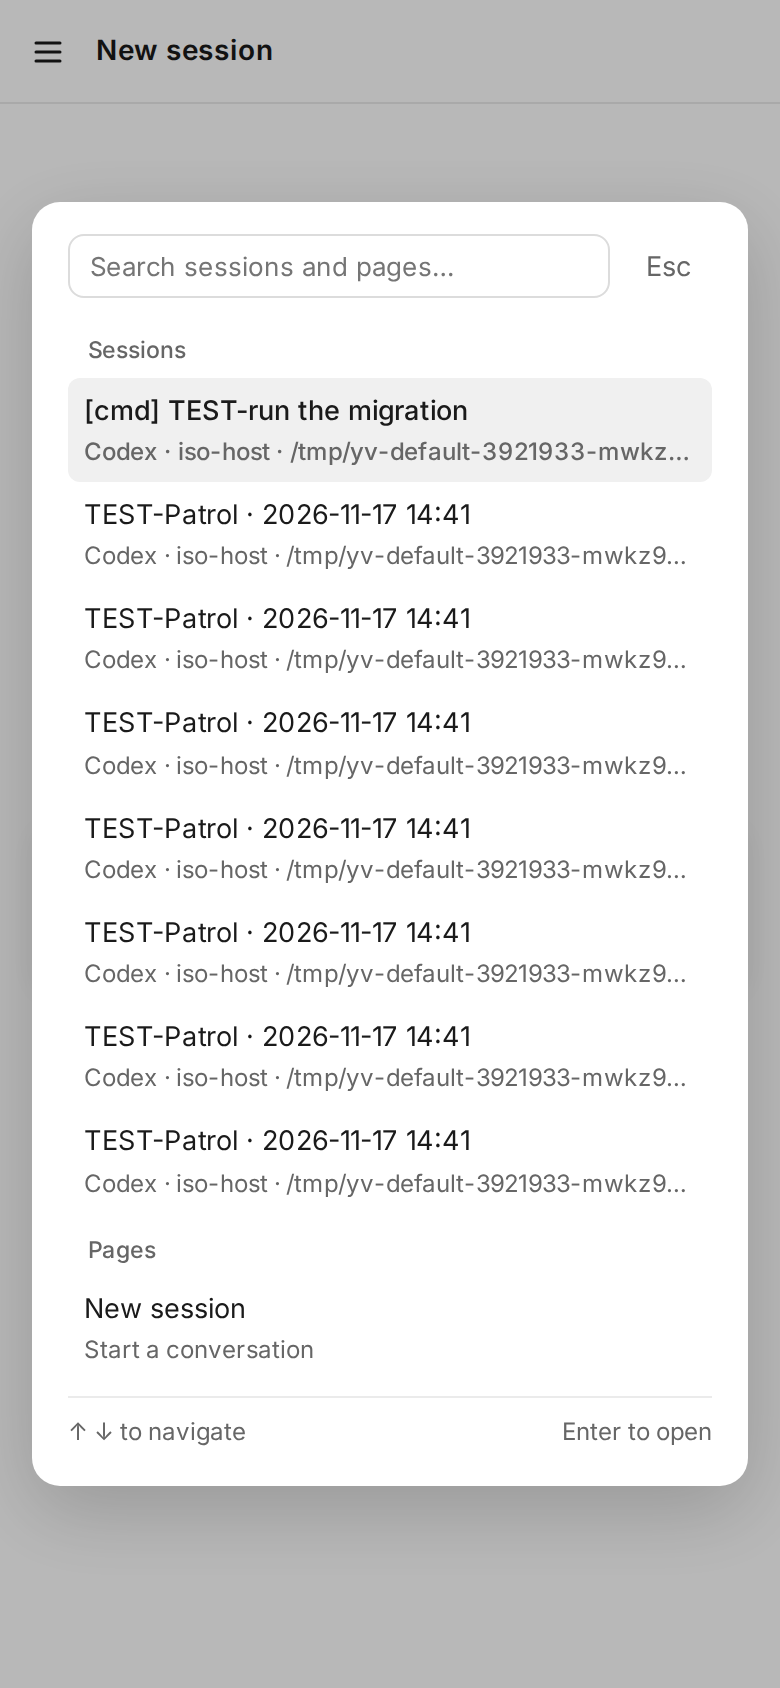 New session
Search sessions and pages...
Esc
Sessions
[cmd] TEST-run the migration
Codex · iso-host · /tmp/yv-default-3921933-mwkz...
TEST-Patrol · 2026-11-17 14:41
Codex · iso-host · /tmp/yv-default-3921933-mwkz9...
TEST-Patrol · 2026-11-17 14:41
Codex · iso-host · /tmp/yv-default-3921933-mwkz9...
TEST-Patrol · 2026-11-17 14:41
Codex · iso-host · /tmp/yv-default-3921933-mwkz9...
TEST-Patrol · 2026-11-17 14:41
Codex · iso-host · /tmp/yv-default-3921933-mwkz9...
TEST-Patrol · 2026-11-17 14:41
Codex · iso-host · /tmp/yv-default-3921933-mwkz9...
TEST-Patrol · 2026-11-17 14:41
Codex · iso-host · /tmp/yv-default-3921933-mwkz9...
TEST-Patrol · 2026-11-17 14:41
Codex · iso-host · /tmp/yv-default-3921933-mwkz9...
Pages
New session
Start a conversation
↑ ↓ to navigate
Enter to open